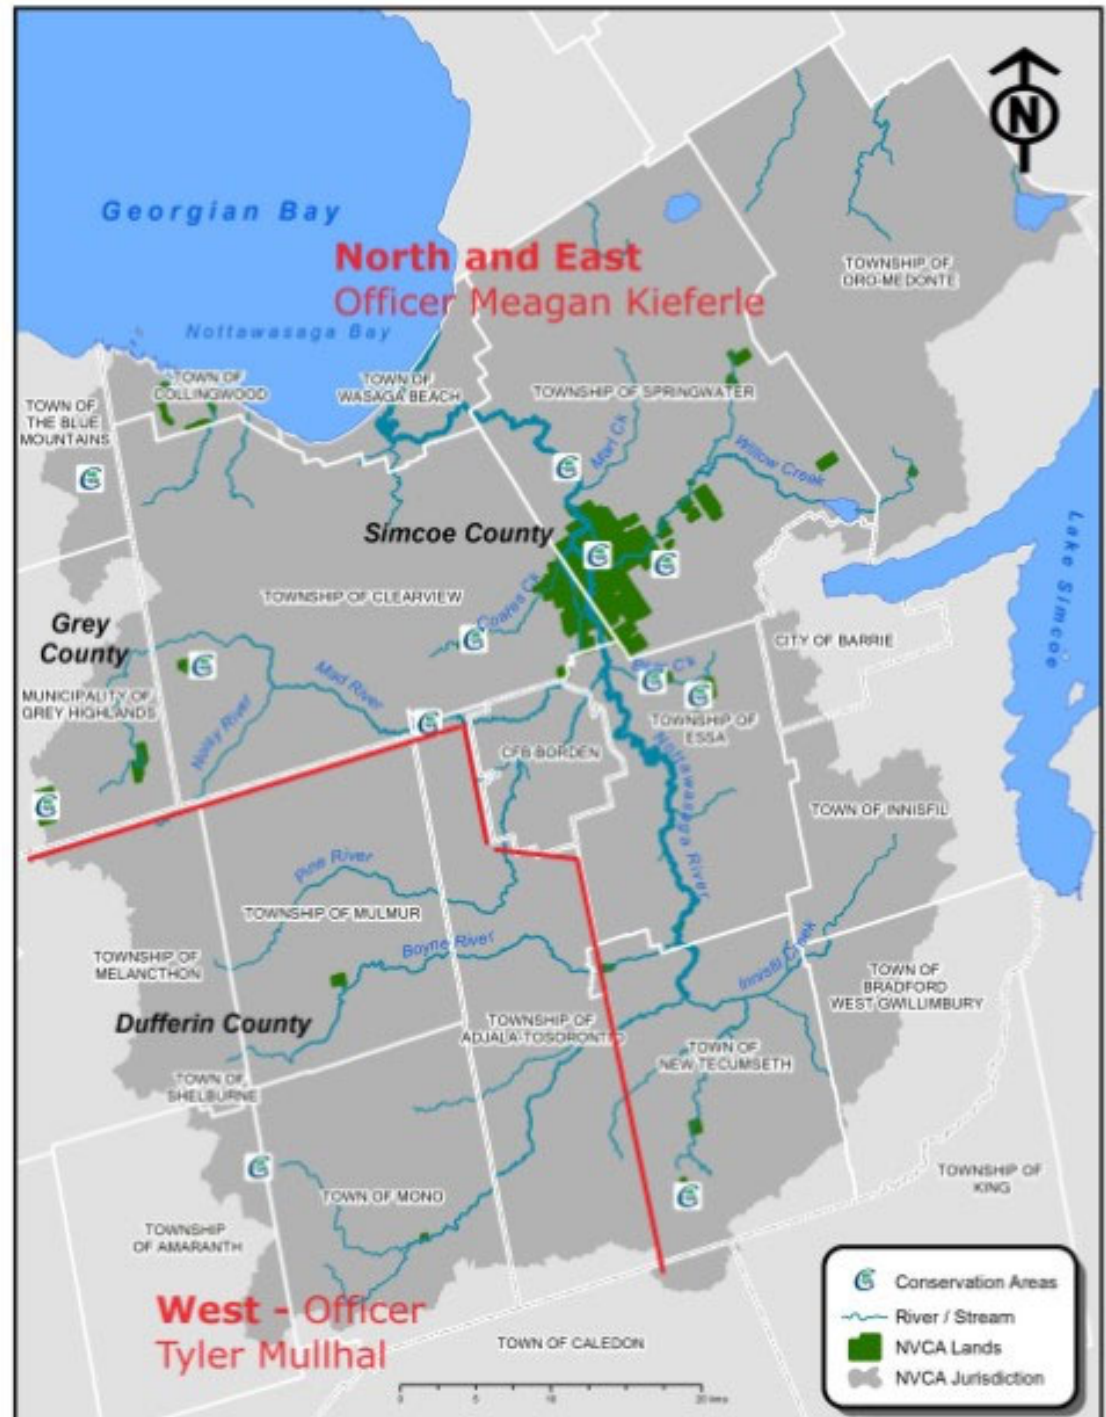 N
Georgian Bay
North and East
Officer Meagan Kieferle
Nottawasaga Bay
TOWNSHIP OF
ORO-MEDONTE
TOWN OF
COLLINGWOOD
TOWN OF
WASAGA BEACH
TOWNSHIP OF SPRINGWATER
TOWN OF
THE BLUE
MOUNTAINS
Marl Ck
Willow Creek
Simcoe County
Lake Simcoe
TOWNSHIP OF CLEARVIEW
Coates Ck
Grey
County
CITY OF BARRIE
Bear Ck
MUNICIPALITY OF
GREY HIGHLANDS
Mad River
Noisy River
TOWNSHIP OF
ESSA
CFB BORDEN
Nottawasaga River
TOWN OF INNISFIL
Pine River
TOWNSHIP OF MULMUR
Boyne River
TOWNSHIP OF
MELANCTHON
Innisfil Creek
TOWN OF
BRADFORD
WEST GWILLIMBURY
Dufferin County
TOWNSHIP OF
ADJALA-TOSORONTIO
TOWN OF
NEW TECUMSETH
TOWN OF
SHELBURNE
TOWNSHIP OF
KING
TOWN OF MONO
TOWNSHIP
OF AMARANTH
West - Officer
Tyler Mullhal
TOWN OF CALEDON
0 5 10 20 kms
Conservation Areas
River / Stream
NVCA Lands
NVCA Jurisdiction